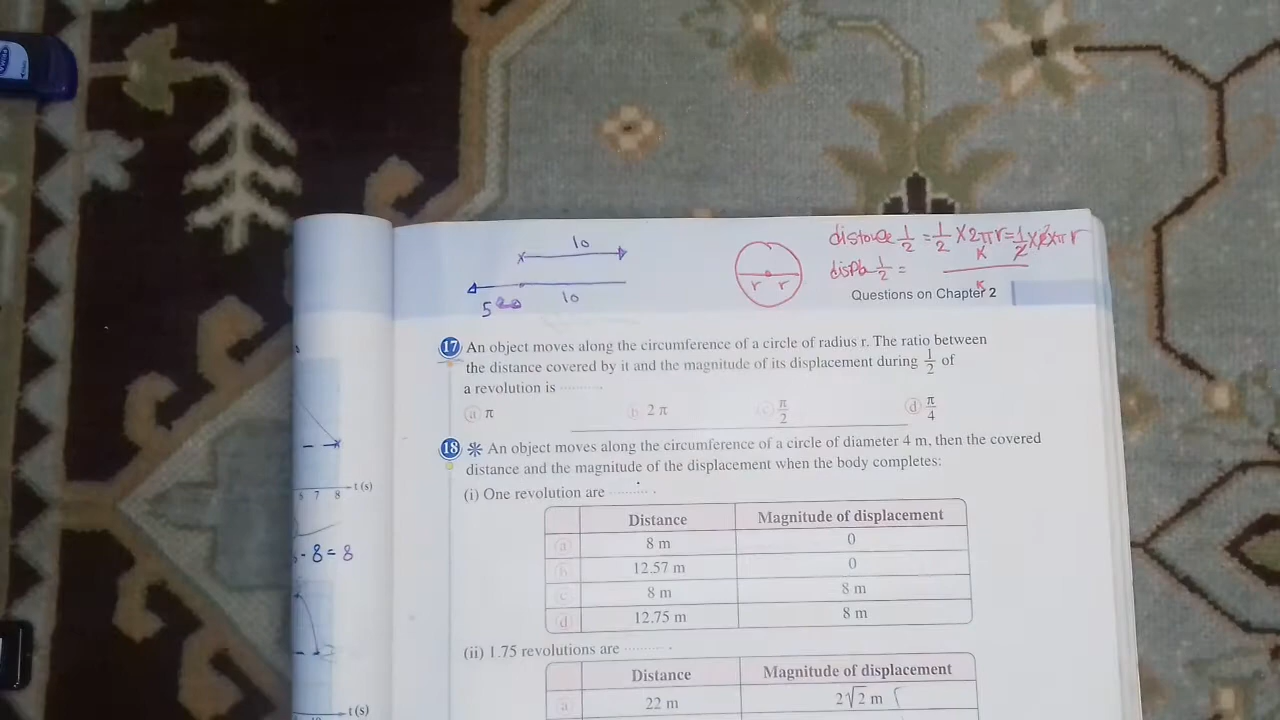 10
5
10
distance 1/2 = 1/2 × 2πr = 1/2 × 2 × π r
displ 1/2 =
r r
Questions on Chapter 2
17 An object moves along the circumference of a circle of radius r. The ratio between
the distance covered by it and the magnitude of its displacement during 1/2 of
a revolution is ..........
a π b 2 π c π/2 d π/4
18 * An object moves along the circumference of a circle of diameter 4 m, then the covered
distance and the magnitude of the displacement when the body completes:
(i) One revolution are .......... .
Distance Magnitude of displacement
a 8 m 0
b 12.57 m 0
c 8 m 8 m
d 12.75 m 8 m
(ii) 1.75 revolutions are .......... .
Distance Magnitude of displacement
a 22 m 2√2 m
7 8 t(s)
- 8 = 8
t(s)